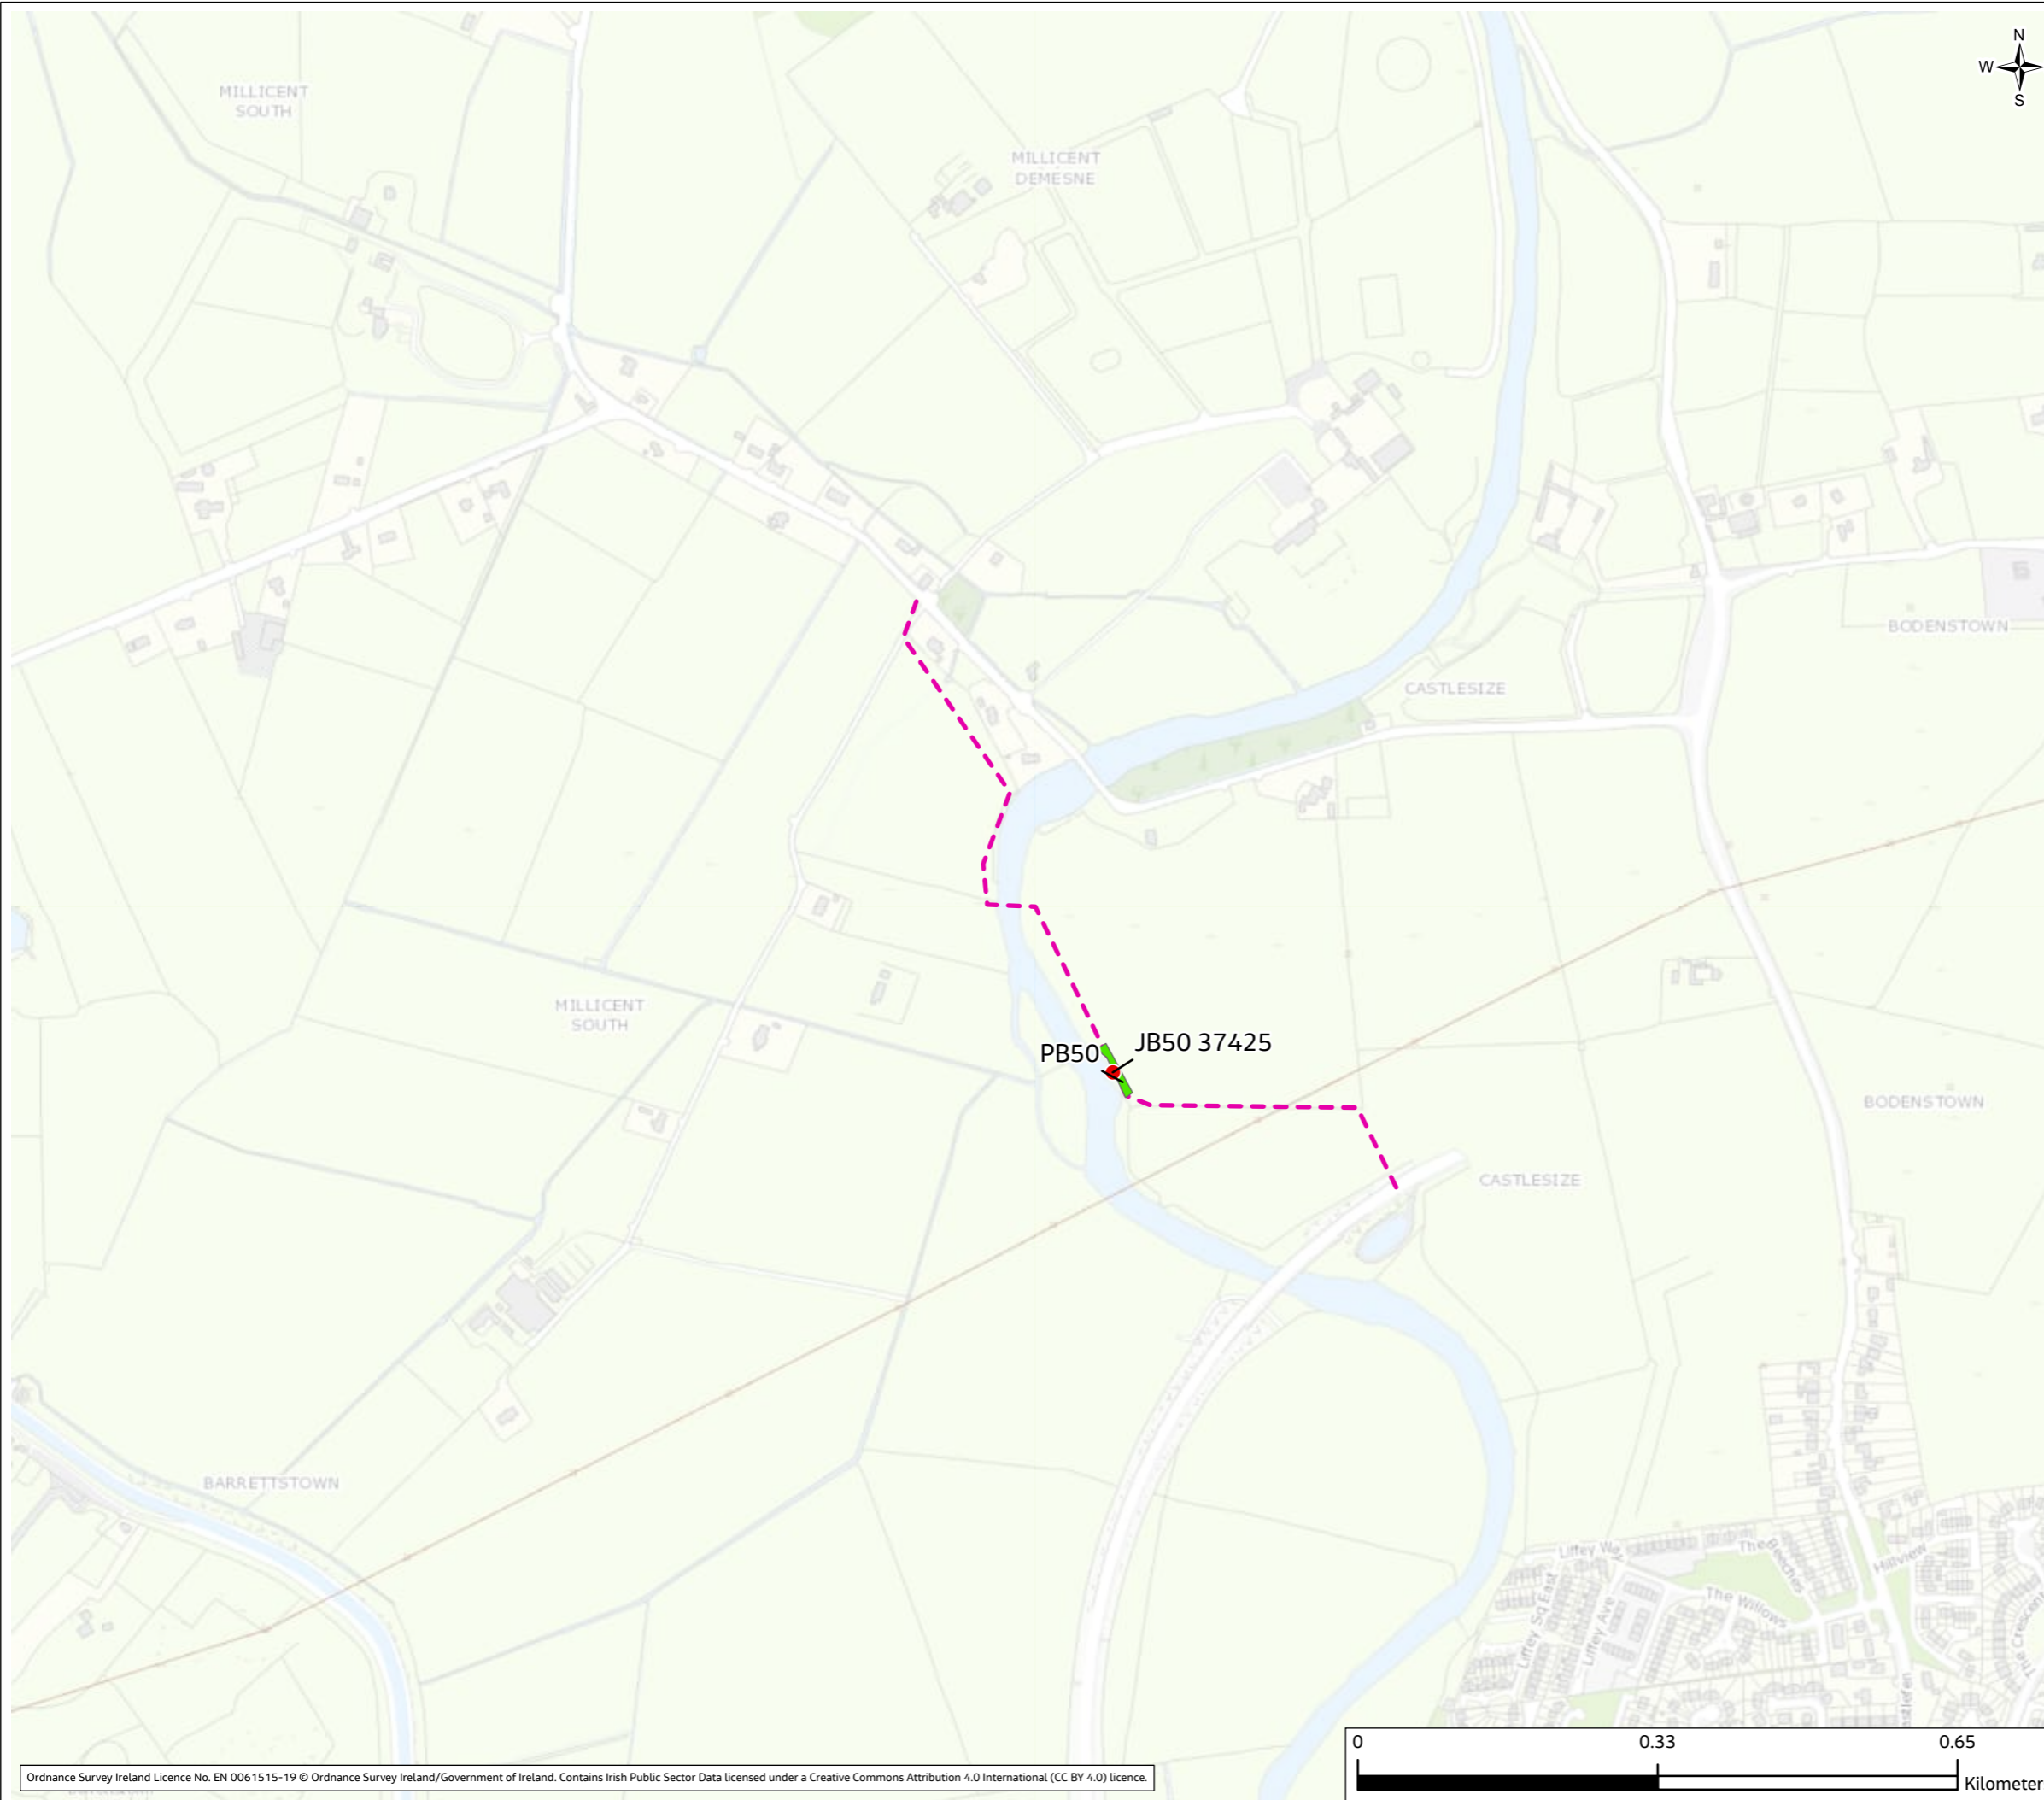 N
W
S
MILLICENT
SOUTH
MILLICENT
DEMESNE
BODENSTOWN
CASTLESIZE
MILLICENT
SOUTH
PB50
JB50 37425
BODENSTOWN
CASTLESIZE
BARRETTSTOWN
Liffey Way
The Beeches
Hillview
The Willows
Liffey Sq East
Liffey Ave
The Crescent
0
0.33
0.65
Kilometer
Ordnance Survey Ireland Licence No. EN 0061515-19 © Ordnance Survey Ireland/Government of Ireland. Contains Irish Public Sector Data licensed under a Creative Commons Attribution 4.0 International (CC BY 4.0) licence.